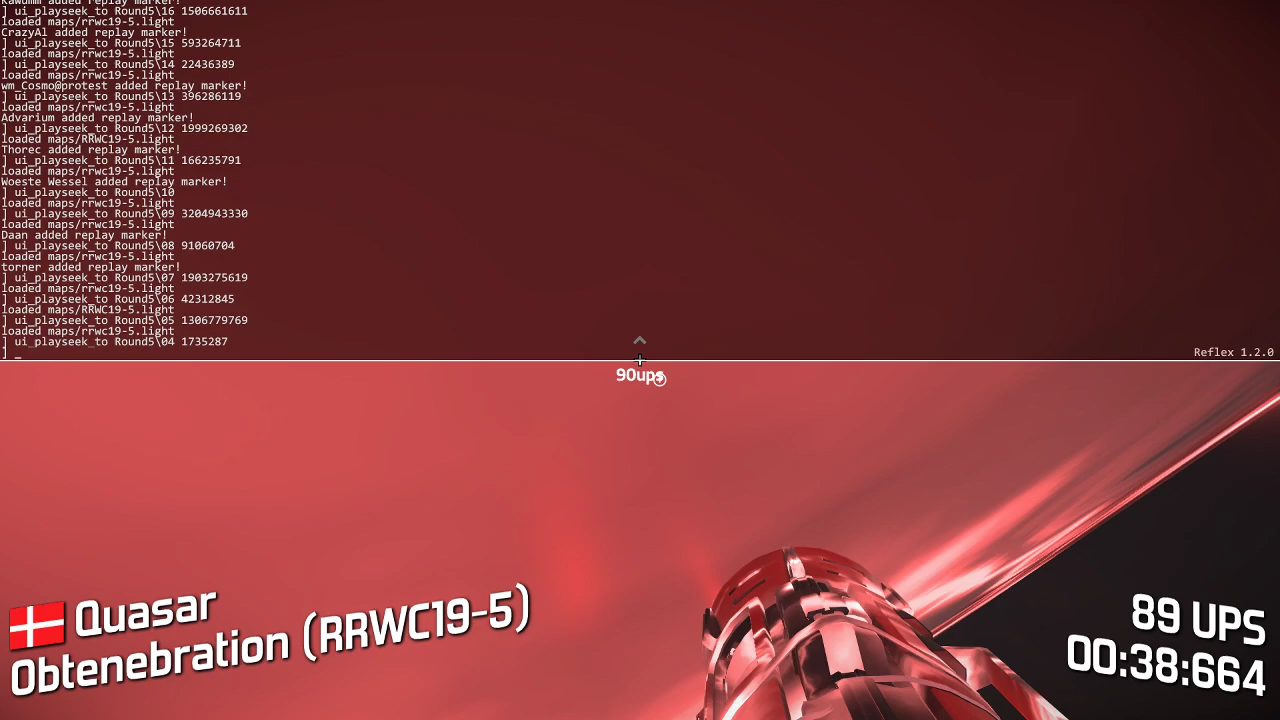 Kawumm added replay marker!
] ui_playseek_to Round5\16 1506661611
loaded maps/rrwc19-5.light
CrazyAl added replay marker!
] ui_playseek_to Round5\15 593264711
loaded maps/rrwc19-5.light
] ui_playseek_to Round5\14 22436389
loaded maps/rrwc19-5.light
wm_Cosmo@protest added replay marker!
] ui_playseek_to Round5\13 396286119
loaded maps/rrwc19-5.light
Advarium added replay marker!
] ui_playseek_to Round5\12 1999269302
loaded maps/RRWC19-5.light
Thorec added replay marker!
] ui_playseek_to Round5\11 166235791
loaded maps/rrwc19-5.light
Woeste Wessel added replay marker!
] ui_playseek_to Round5\10
loaded maps/rrwc19-5.light
] ui_playseek_to Round5\09 3204943330
loaded maps/rrwc19-5.light
Daan added replay marker!
] ui_playseek_to Round5\08 91060704
loaded maps/rrwc19-5.light
torner added replay marker!
] ui_playseek_to Round5\07 1903275619
loaded maps/rrwc19-5.light
] ui_playseek_to Round5\06 42312845
loaded maps/RRWC19-5.light
] ui_playseek_to Round5\05 1306779769
loaded maps/rrwc19-5.light
] ui_playseek_to Round5\04 1735287
] _
Reflex 1.2.0
90ups
Quasar
Obtenebration (RRWC19-5)
89 UPS
00:38:664